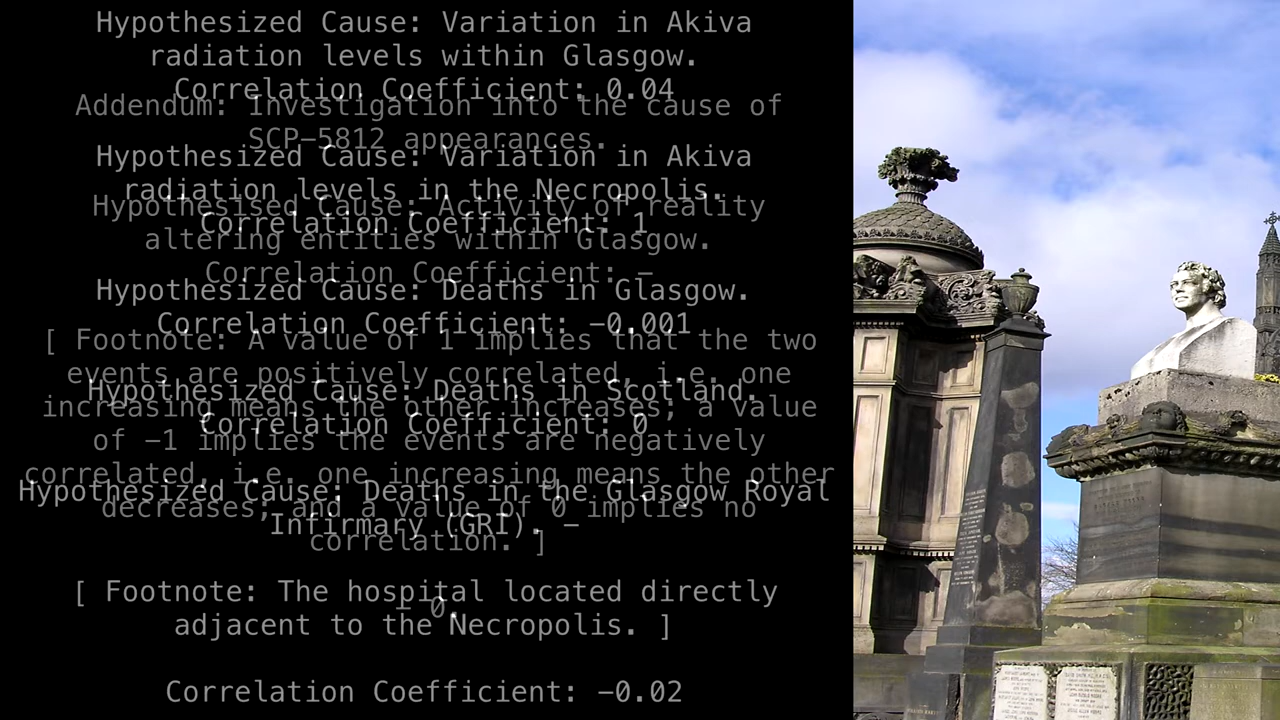 Hypothesized Cause: Variation in Akiva
radiation levels within Glasgow.
Correlation Coefficient: 0.04
Addendum: Investigation into the cause of
SCP-5812 appearances.
Hypothesized Cause: Variation in Akiva
radiation levels in the Necropolis.
Correlation Coefficient: 1
Hypothesised Cause: Activity of reality
altering entities within Glasgow.
Correlation Coefficient: –
Hypothesized Cause: Deaths in Glasgow.
Correlation Coefficient: -0.001
[ Footnote: A value of 1 implies that the two
events are positively correlated, i.e. one
increasing means the other increases; a value
of -1 implies the events are negatively
correlated, i.e. one increasing means the other
decreases; and a value of 0 implies no
correlation. ]
Hypothesized Cause: Deaths in Scotland.
Correlation Coefficient: 0
Hypothesized Cause: Deaths in the Glasgow Royal
Infirmary (GRI). –
– 0.
[ Footnote: The hospital located directly
adjacent to the Necropolis. ]
Correlation Coefficient: -0.02